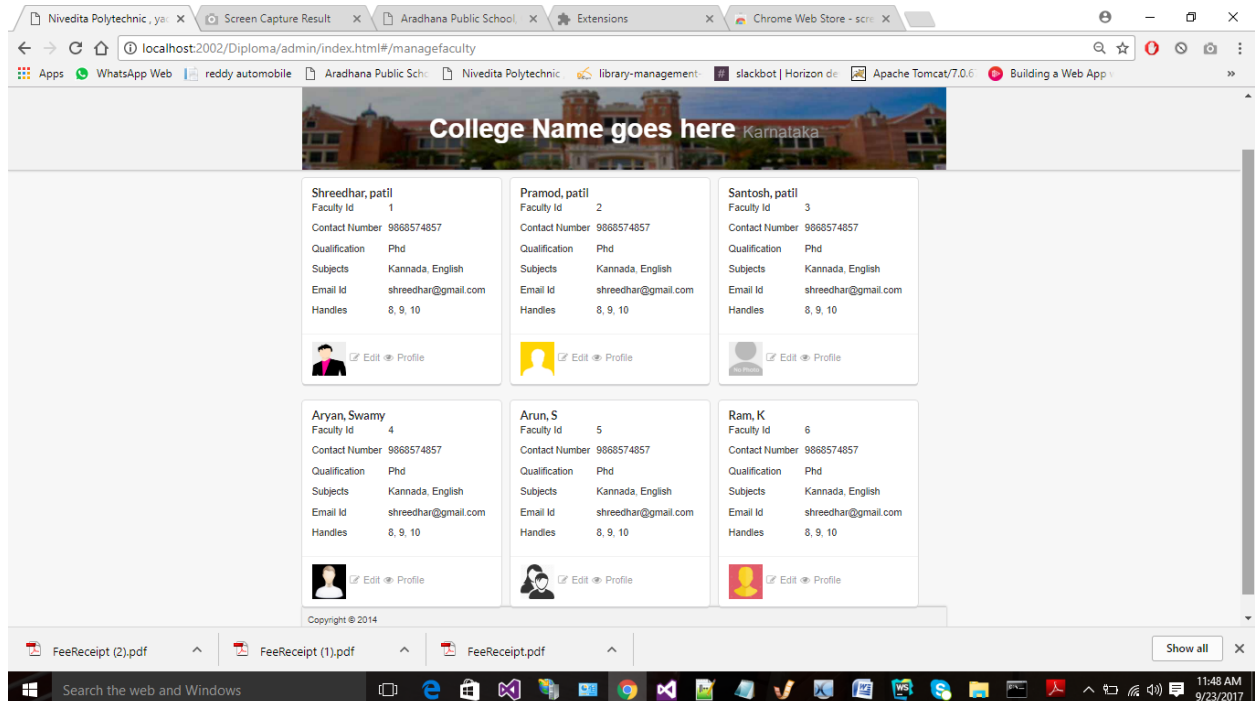 Nivedita Polytechnic , ya
Screen Capture Result
Aradhana Public School,
Extensions
Chrome Web Store - scre
localhost:2002/Diploma/admin/index.html#/managefaculty
Apps
WhatsApp Web
reddy automobile
Aradhana Public Scho
Nivedita Polytechnic ,
library-management-
slackbot | Horizon de
Apache Tomcat/7.0.6
Building a Web App
College Name goes here Karnataka
Shreedhar, patil
Faculty Id 1
Contact Number 9868574857
Qualification Phd
Subjects Kannada, English
Email Id shreedhar@gmail.com
Handles 8, 9, 10
Edit Profile
Pramod, patil
Faculty Id 2
Contact Number 9868574857
Qualification Phd
Subjects Kannada, English
Email Id shreedhar@gmail.com
Handles 8, 9, 10
Edit Profile
Santosh, patil
Faculty Id 3
Contact Number 9868574857
Qualification Phd
Subjects Kannada, English
Email Id shreedhar@gmail.com
Handles 8, 9, 10
No Photo
Edit Profile
Aryan, Swamy
Faculty Id 4
Contact Number 9868574857
Qualification Phd
Subjects Kannada, English
Email Id shreedhar@gmail.com
Handles 8, 9, 10
Edit Profile
Arun, S
Faculty Id 5
Contact Number 9868574857
Qualification Phd
Subjects Kannada, English
Email Id shreedhar@gmail.com
Handles 8, 9, 10
Edit Profile
Ram, K
Faculty Id 6
Contact Number 9868574857
Qualification Phd
Subjects Kannada, English
Email Id shreedhar@gmail.com
Handles 8, 9, 10
Edit Profile
Copyright © 2014
FeeReceipt (2).pdf
FeeReceipt (1).pdf
FeeReceipt.pdf
Show all
Search the web and Windows
11:48 AM
9/23/2017